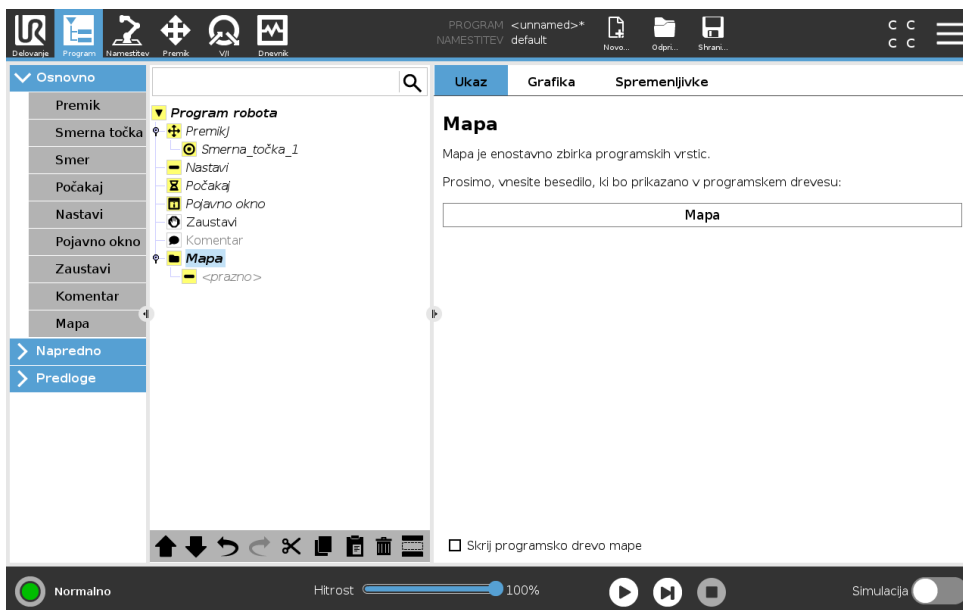 PROGRAM <unnamed>*
NAMESTITEV default
Delovanje Program Namestitev Premik V/I Dnevnik Novo... Odpri... Shrani...
C C
C C
Osnovno
Premik
Smerna točka
Smer
Počakaj
Nastavi
Pojavno okno
Zaustavi
Komentar
Mapa
Napredno
Predloge
Program robota
PremikJ
Smerna_točka_1
Nastavi
Počakaj
Pojavno okno
Zaustavi
Komentar
Mapa
<prazno>
Ukaz Grafika Spremenljivke
Mapa
Mapa je enostavno zbirka programskih vrstic.
Prosimo, vnesite besedilo, ki bo prikazano v programskem drevesu:
Mapa
Skrij programsko drevo mape
Normalno Hitrost 100% Simulacija